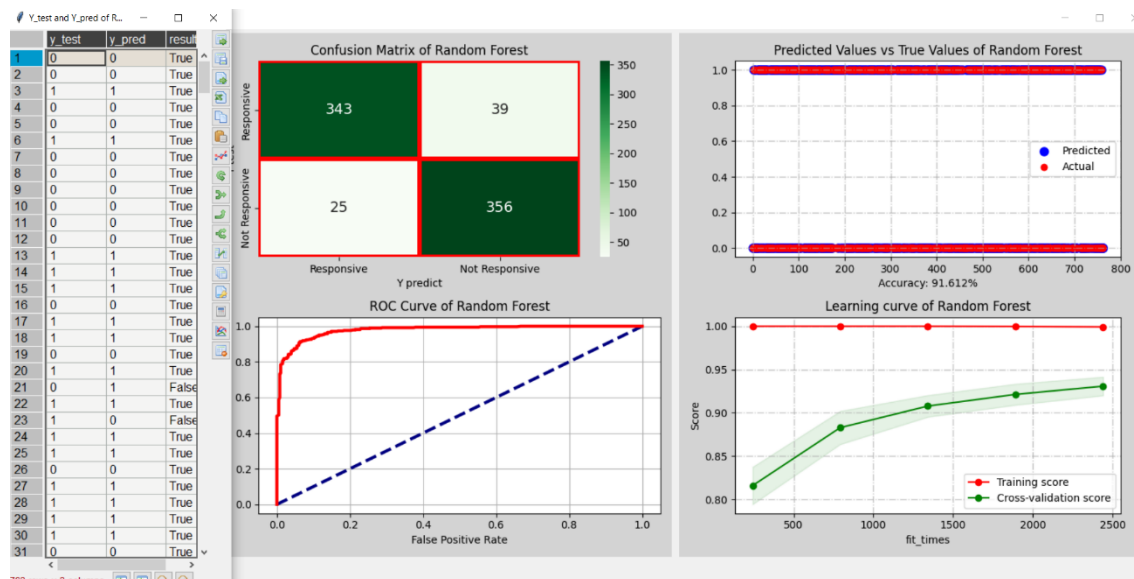 Y_test and Y_pred of R...
y_test y_pred result
1 0 0 True
2 0 0 True
3 1 1 True
4 0 0 True
5 0 0 True
6 1 1 True
7 0 0 True
8 0 0 True
9 0 0 True
10 0 0 True
11 0 0 True
12 0 0 True
13 1 1 True
14 1 1 True
15 1 1 True
16 0 0 True
17 1 1 True
18 1 1 True
19 0 0 True
20 1 1 True
21 0 1 False
22 1 1 True
23 1 0 False
24 1 1 True
25 1 1 True
26 0 0 True
27 1 1 True
28 1 1 True
29 1 1 True
30 1 1 True
31 0 0 True
Confusion Matrix of Random Forest
Responsive
Not Responsive
343 39
25 356
Responsive Not Responsive
Y predict
350
300
250
200
150
100
50
Predicted Values vs True Values of Random Forest
1.0
0.8
0.6
0.4
0.2
0.0
Predicted
Actual
0 100 200 300 400 500 600 700 800
Accuracy: 91.612%
ROC Curve of Random Forest
1.0
0.8
0.6
0.4
0.2
0.0
0.0 0.2 0.4 0.6 0.8 1.0
False Positive Rate
Learning curve of Random Forest
Score
1.00
0.95
0.90
0.85
0.80
Training score
Cross-validation score
500 1000 1500 2000 2500
fit_times